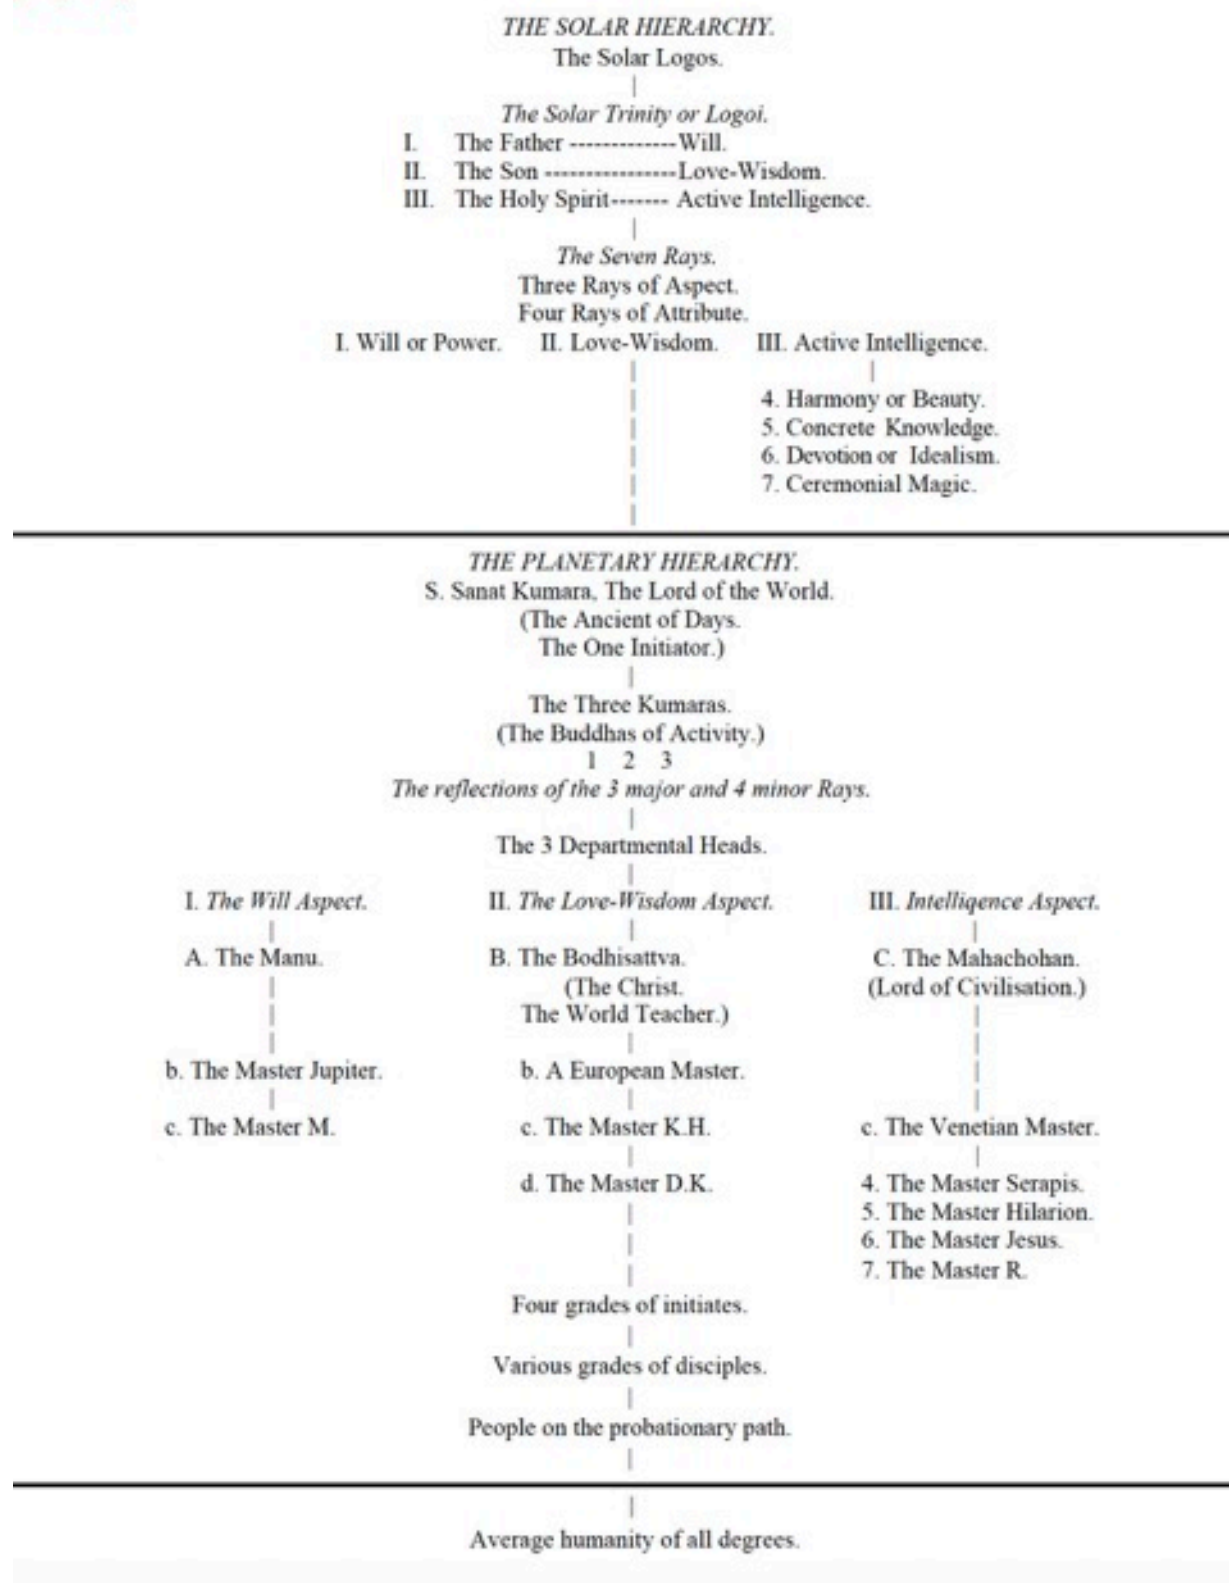 THE SOLAR HIERARCHY.
The Solar Logos.
The Solar Trinity or Logoi.
I. The Father -------------Will.
II. The Son ----------------Love-Wisdom.
III. The Holy Spirit------- Active Intelligence.
The Seven Rays.
Three Rays of Aspect.
Four Rays of Attribute.
I. Will or Power. II. Love-Wisdom. III. Active Intelligence.
4. Harmony or Beauty.
5. Concrete Knowledge.
6. Devotion or Idealism.
7. Ceremonial Magic.
THE PLANETARY HIERARCHY.
S. Sanat Kumara, The Lord of the World.
(The Ancient of Days.
The One Initiator.)
The Three Kumaras.
(The Buddhas of Activity.)
1 2 3
The reflections of the 3 major and 4 minor Rays.
The 3 Departmental Heads.
I. The Will Aspect. II. The Love-Wisdom Aspect. III. Intelligence Aspect.
A. The Manu. B. The Bodhisattva. C. The Mahachohan.
(The Christ. (Lord of Civilisation.)
The World Teacher.)
b. The Master Jupiter. b. A European Master.
c. The Master M. c. The Master K.H. c. The Venetian Master.
d. The Master D.K. 4. The Master Serapis.
5. The Master Hilarion.
6. The Master Jesus.
7. The Master R.
Four grades of initiates.
Various grades of disciples.
People on the probationary path.
Average humanity of all degrees.